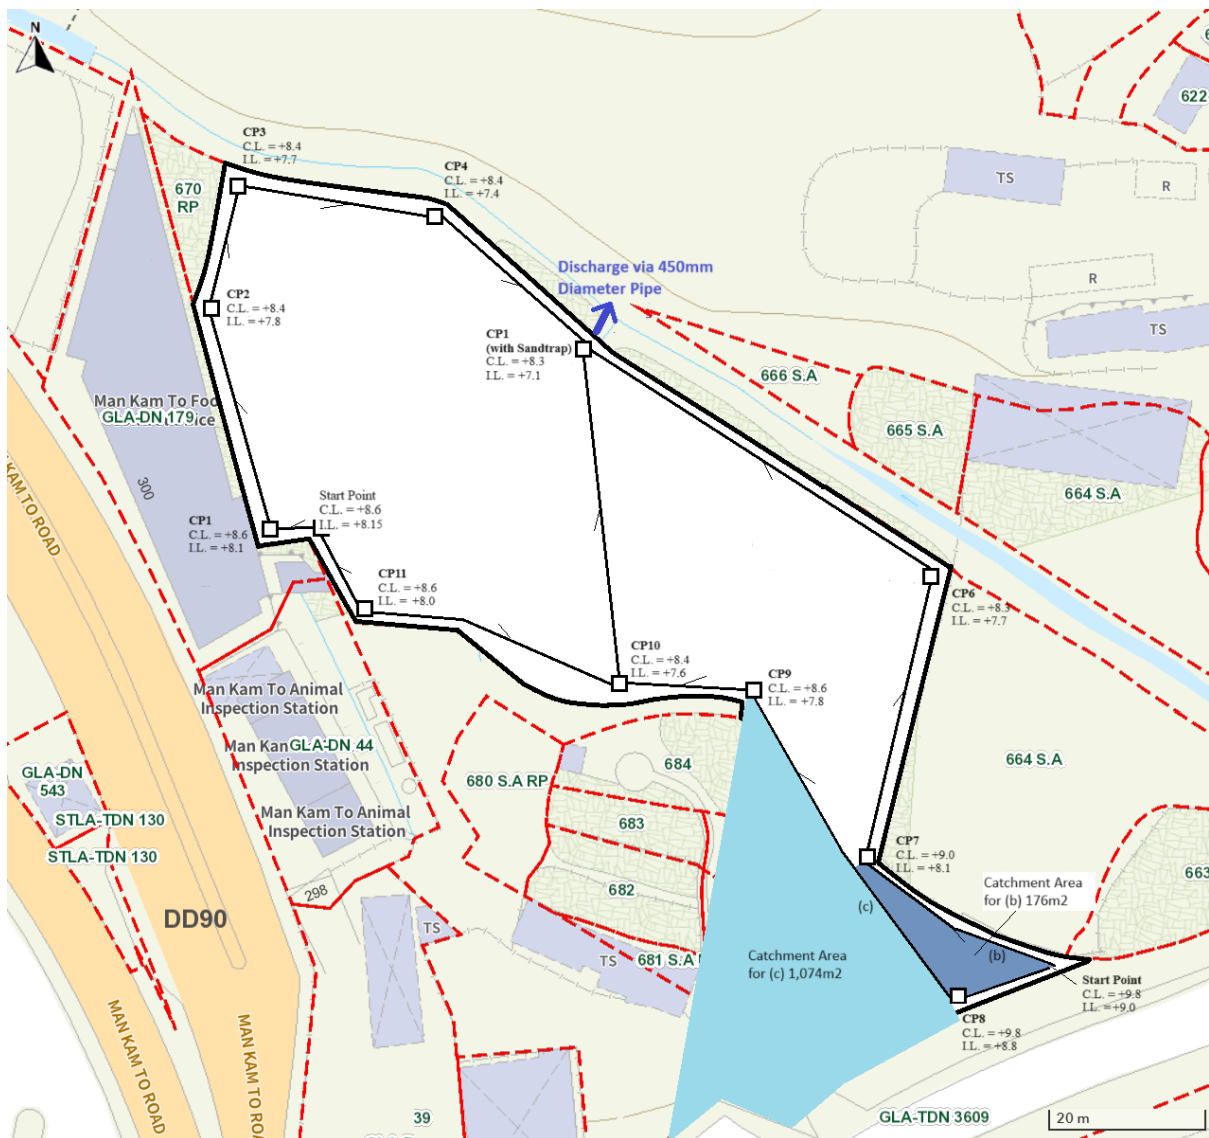 N
622
CP3
C.L. = +8.4
I.L. = +7.7
CP4
C.L. = +8.4
I.L. = +7.4
670
RP
TS
R
R
TS
Discharge via 450mm
Diameter Pipe
CP2
C.L. = +8.4
I.L. = +7.8
CP1
(with Sandtrap)
C.L. = +8.3
I.L. = +7.1
666 S.A
665 S.A
664 S.A
Man Kam To Foo
GLA-DN 179
300
MAN KAM TO ROAD
Start Point
C.L. = +8.6
I.L. = +8.15
CP1
C.L. = +8.6
I.L. = +8.1
CP11
C.L. = +8.6
I.L. = +8.0
CP6
C.L. = +8.3
I.L. = +7.7
CP10
C.L. = +8.4
I.L. = +7.6
CP9
C.L. = +8.6
I.L. = +7.8
Man Kam To Animal
Inspection Station
GLA-DN 44
Inspection Station
Man Kam To Animal
Inspection Station
GLA-DN
543
STLA-TDN 130
STLA-TDN 130
680 S.A RP
684
683
682
681 S.A
664 S.A
663
CP7
C.L. = +9.0
I.L. = +8.1
Catchment Area
for (b) 176m2
(c)
(b)
298
DD90
TS
TS
Catchment Area
for (c) 1,074m2
Start Point
C.L. = +9.8
I.L. = +9.0
CP8
C.L. = +9.8
I.L. = +8.8
MAN KAM TO ROAD
MAN KAM TO
39
GLA-TDN 3609
20 m